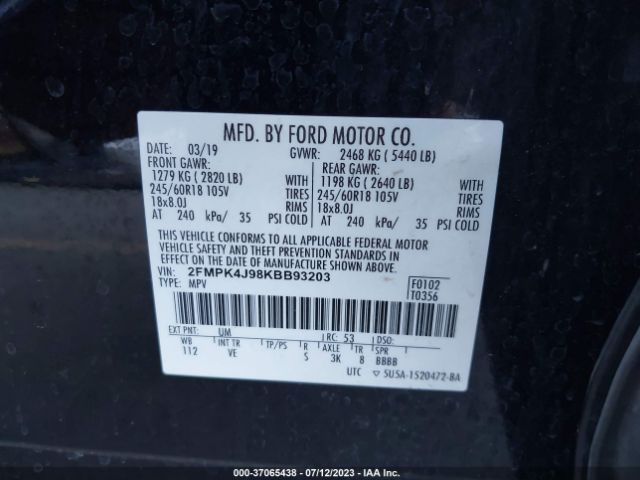 MFD. BY FORD MOTOR CO.
DATE: 03/19 GVWR: 2468 KG ( 5440 LB)
FRONT GAWR: REAR GAWR:
1279 KG ( 2820 LB) WITH 1198 KG ( 2640 LB) WITH
245/60R18 105V TIRES 245/60R18 105V TIRES
18x8.0J RIMS 18x8.0J RIMS
AT 240 kPa/ 35 PSI COLD AT 240 kPa/ 35 PSI COLD
THIS VEHICLE CONFORMS TO ALL APPLICABLE FEDERAL MOTOR
VEHICLE SAFETY AND THEFT PREVENTION STANDARDS IN
EFFECT ON THE DATE OF MANUFACTURE SHOWN ABOVE.
VIN: 2FMPK4J98KBB93203 F0102
TYPE: MPV T0356
EXT PNT: UM RC: 53 DSO:
WB INT TR TP/PS R AXLE TR SPR
112 VE S 3K 8 BBBB
UTC ▽ 5U5A-1520472-BA
000-37065438 - 07/12/2023 - IAA Inc.